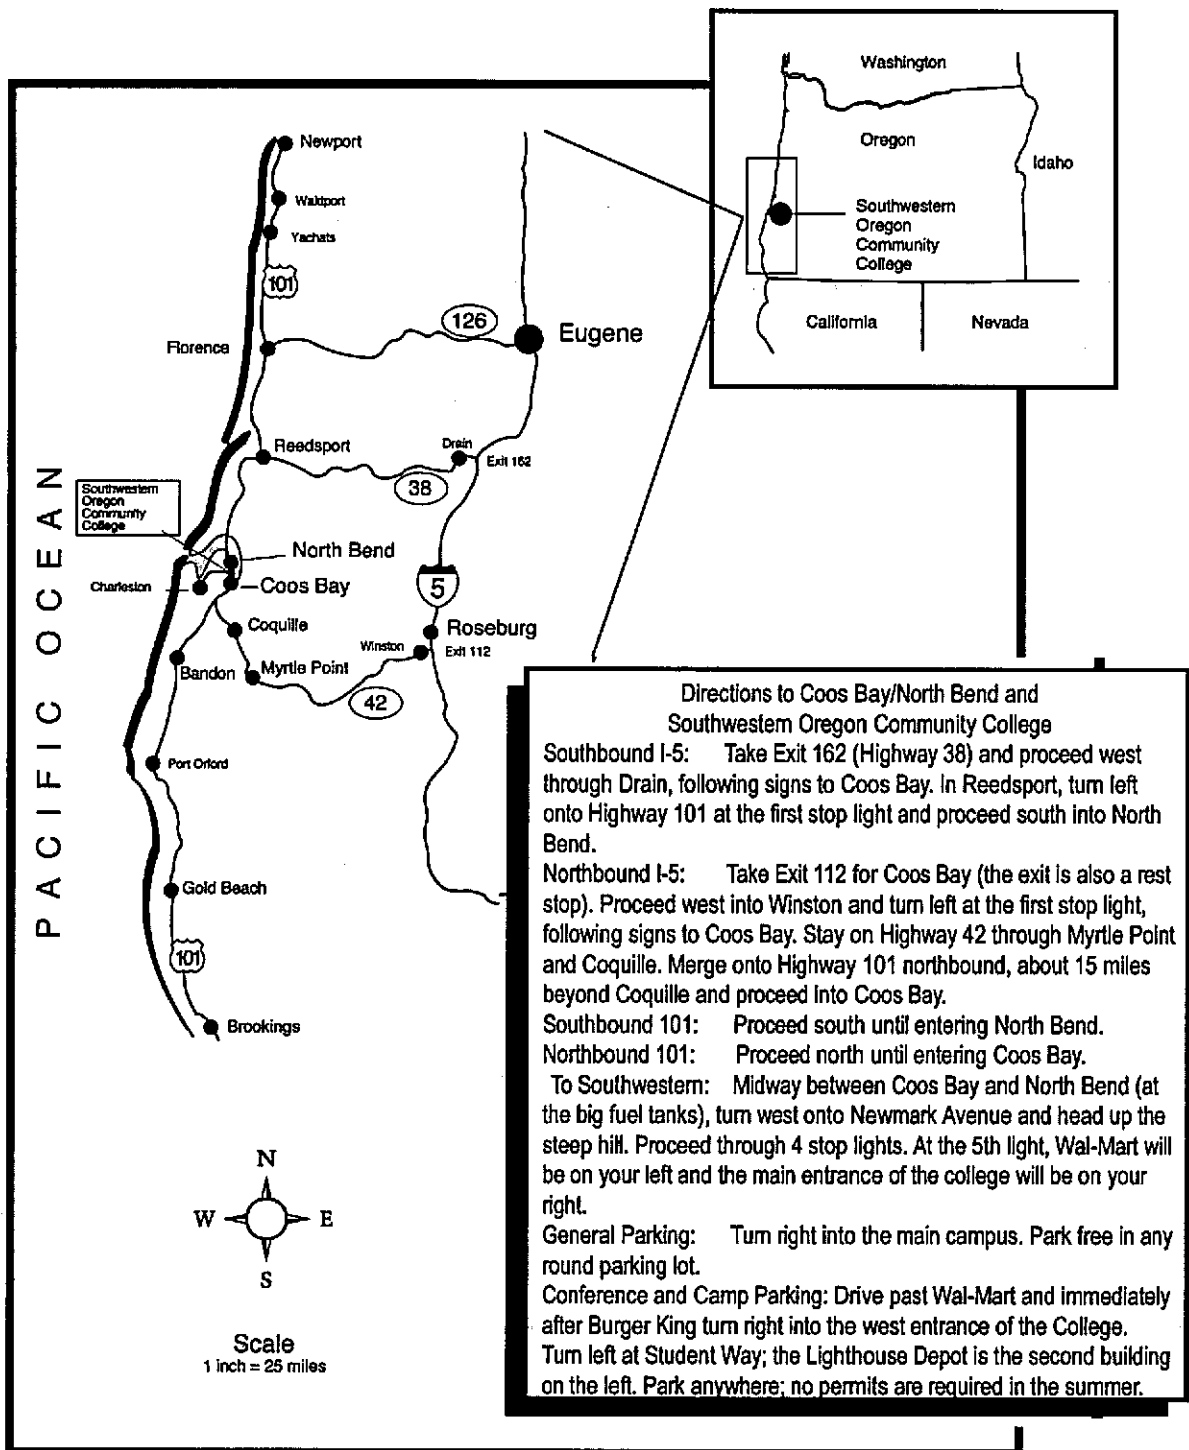 Washington
Oregon
Idaho
Southwestern
Oregon
Community
College
California
Nevada
Newport
Waldport
Yachats
101
126
Eugene
Florence
Reedsport
Drain
Exit 162
38
Southwestern
Oregon
Community
College
North Bend
Charleston
Coos Bay
5
Coquille
Roseburg
Winston
Exit 112
Bandon
Myrtle Point
42
Port Orford
Gold Beach
101
Brookings
PACIFIC OCEAN
N
W E
S
Scale
1 inch = 25 miles
Directions to Coos Bay/North Bend and
Southwestern Oregon Community College
Southbound I-5: Take Exit 162 (Highway 38) and proceed west
through Drain, following signs to Coos Bay. In Reedsport, turn left
onto Highway 101 at the first stop light and proceed south into North
Bend.
Northbound I-5: Take Exit 112 for Coos Bay (the exit is also a rest
stop). Proceed west into Winston and turn left at the first stop light,
following signs to Coos Bay. Stay on Highway 42 through Myrtle Point
and Coquille. Merge onto Highway 101 northbound, about 15 miles
beyond Coquille and proceed into Coos Bay.
Southbound 101: Proceed south until entering North Bend.
Northbound 101: Proceed north until entering Coos Bay.
To Southwestern: Midway between Coos Bay and North Bend (at
the big fuel tanks), turn west onto Newmark Avenue and head up the
steep hill. Proceed through 4 stop lights. At the 5th light, Wal-Mart will
be on your left and the main entrance of the college will be on your
right.
General Parking: Turn right into the main campus. Park free in any
round parking lot.
Conference and Camp Parking: Drive past Wal-Mart and immediately
after Burger King turn right into the west entrance of the College.
Turn left at Student Way; the Lighthouse Depot is the second building
on the left. Park anywhere; no permits are required in the summer.